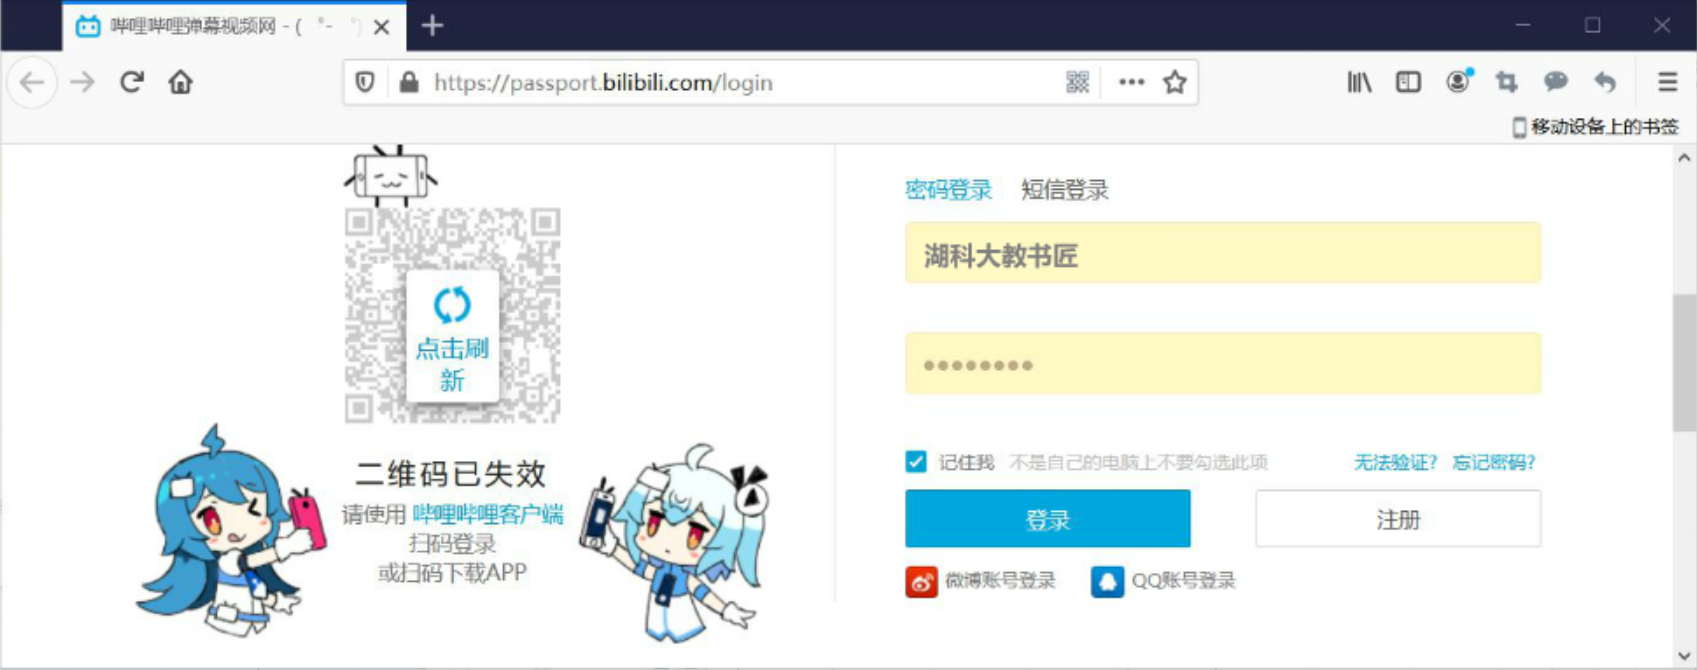 哔哩哔哩弹幕视频网 - ( ゜- ゜)
https://passport.bilibili.com/login
移动设备上的书签
点击刷
新
二维码已失效
请使用 哔哩哔哩客户端
扫码登录
或扫码下载APP
密码登录 短信登录
湖科大教书匠
••••••••
记住我 不是自己的电脑上不要勾选此项 无法验证? 忘记密码?
登录 注册
微博账号登录 QQ账号登录